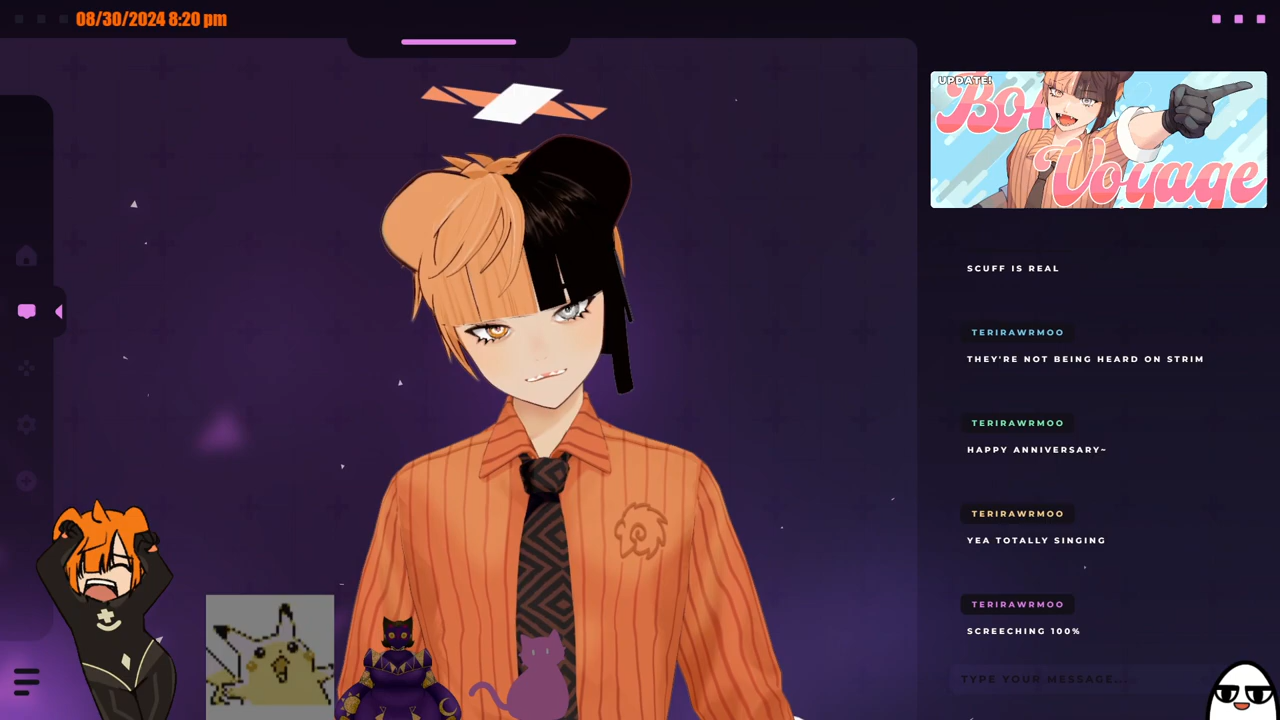 08/30/2024 8:20 pm
UPDATE!
Bon
Voyage
SCUFF IS REAL
TERIRAWRMOO
THEY'RE NOT BEING HEARD ON STRIM
TERIRAWRMOO
HAPPY ANNIVERSARY~
TERIRAWRMOO
YEA TOTALLY SINGING
TERIRAWRMOO
SCREECHING 100%
TYPE YOUR MESSAGE...